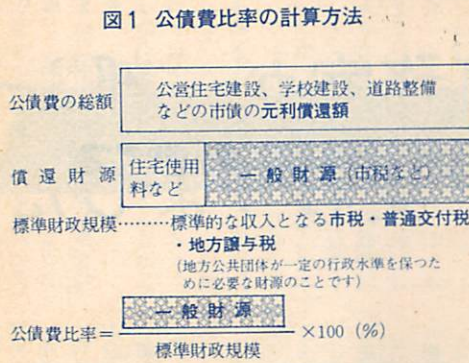 図1 公債費比率の計算方法
公債費の総額
公営住宅建設、学校建設、道路整備
などの市債の元利償還額
償還財源
住宅使用
料など
一般財源(市税など)
標準財政規模………標準的な収入となる市税・普通交付税
・地方譲与税
(地方公共団体が一定の行政水準を保つた
めに必要な財源のことです)
公債費比率=
一般財源
×100(%)
標準財政規模